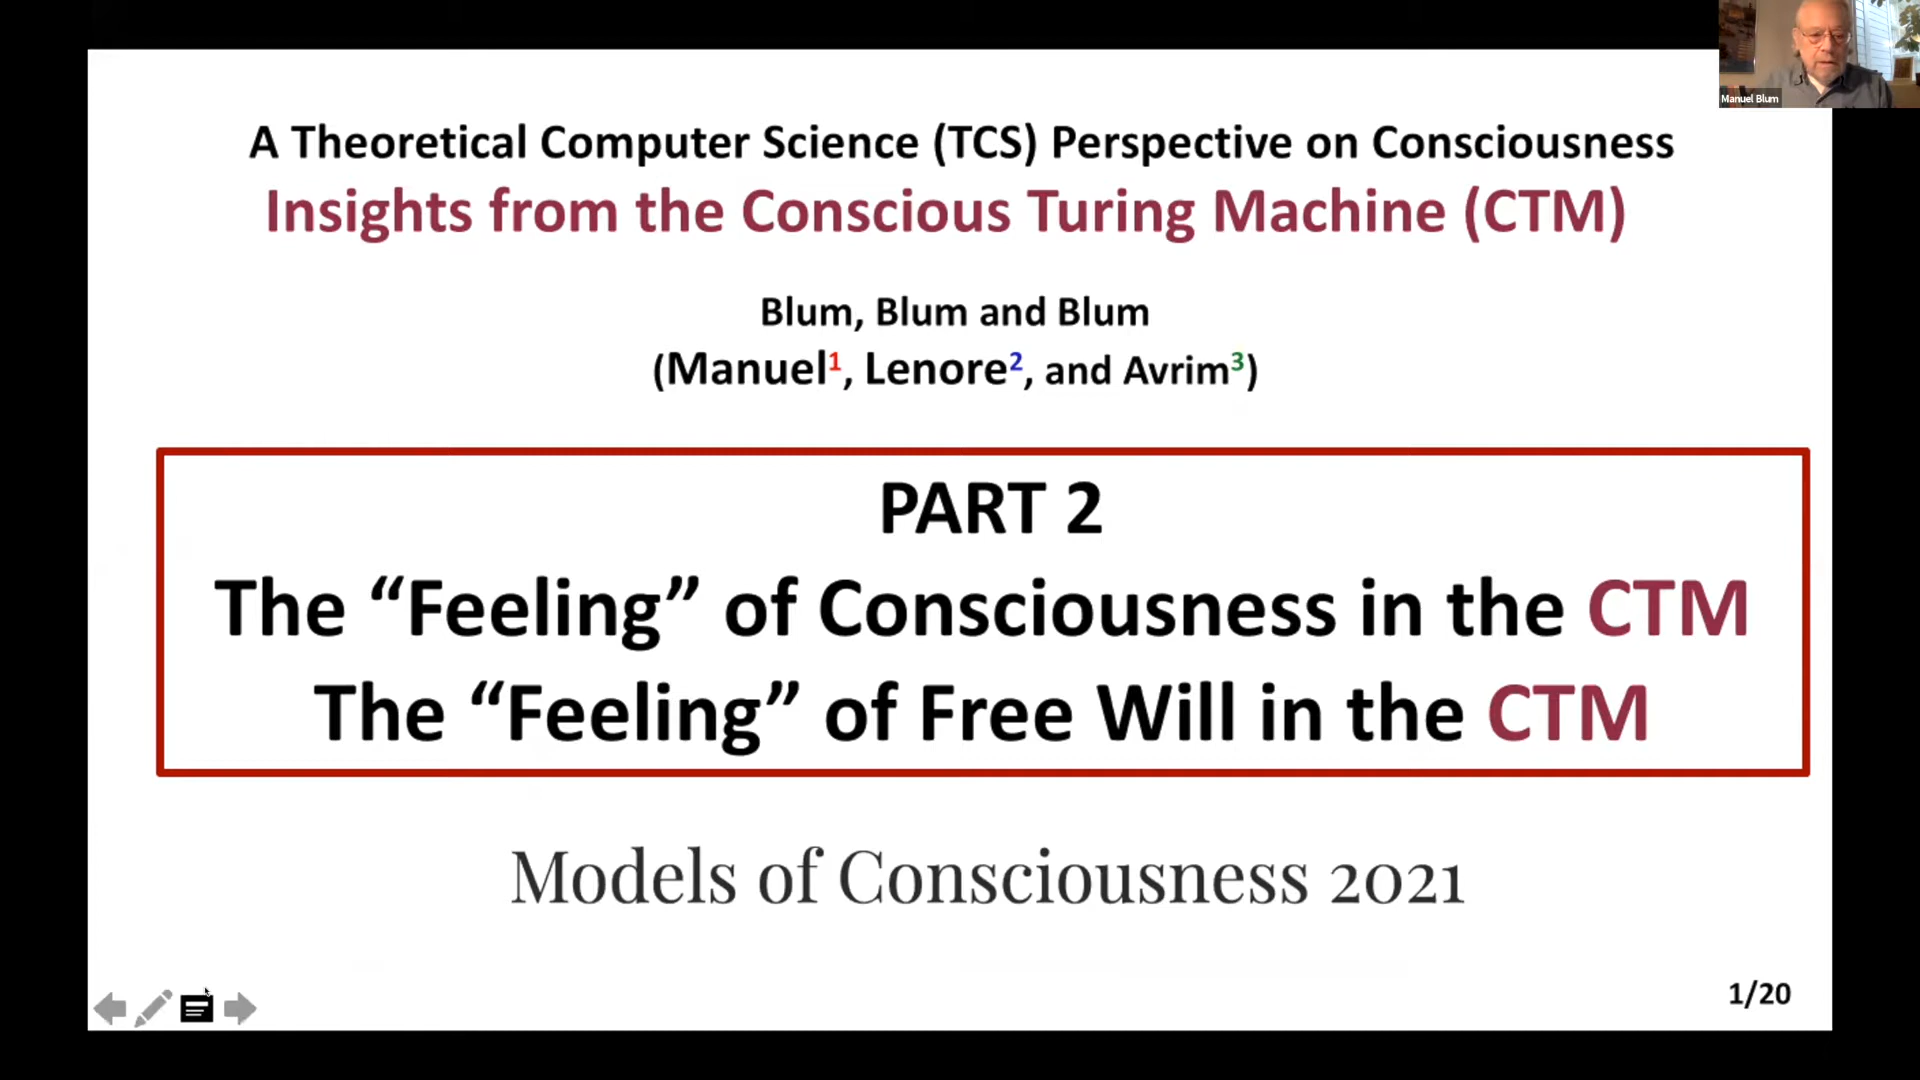 Manuel Blum
A Theoretical Computer Science (TCS) Perspective on Consciousness
Insights from the Conscious Turing Machine (CTM)
Blum, Blum and Blum
(Manuel1, Lenore2, and Avrim3)
PART 2
The “Feeling” of Consciousness in the CTM
The “Feeling” of Free Will in the CTM
Models of Consciousness 2021
1/20